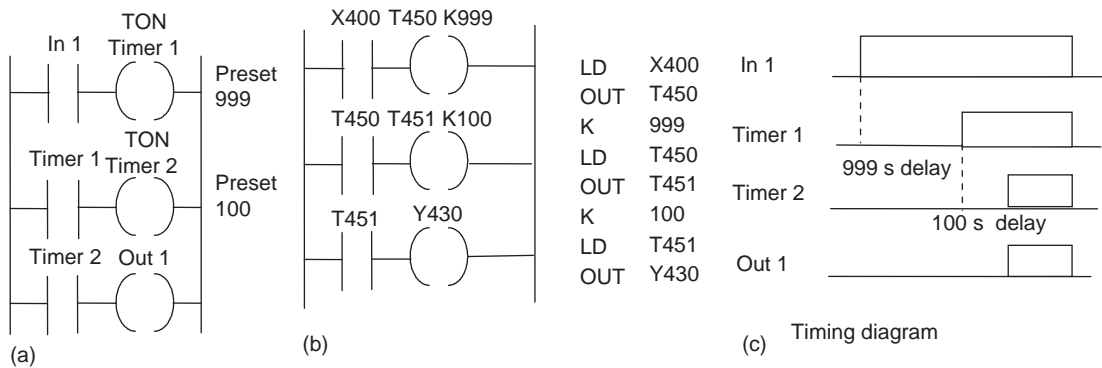 TON
In 1 Timer 1
Preset
999
TON
Timer 1 Timer 2
Preset
100
Timer 2 Out 1
(a)
X400 T450 K999
T450 T451 K100
T451 Y430
(b)
LD X400
OUT T450
K 999
LD T450
OUT T451
K 100
LD T451
OUT Y430
In 1
Timer 1
999 s delay
Timer 2
100 s delay
Out 1
(c) Timing diagram